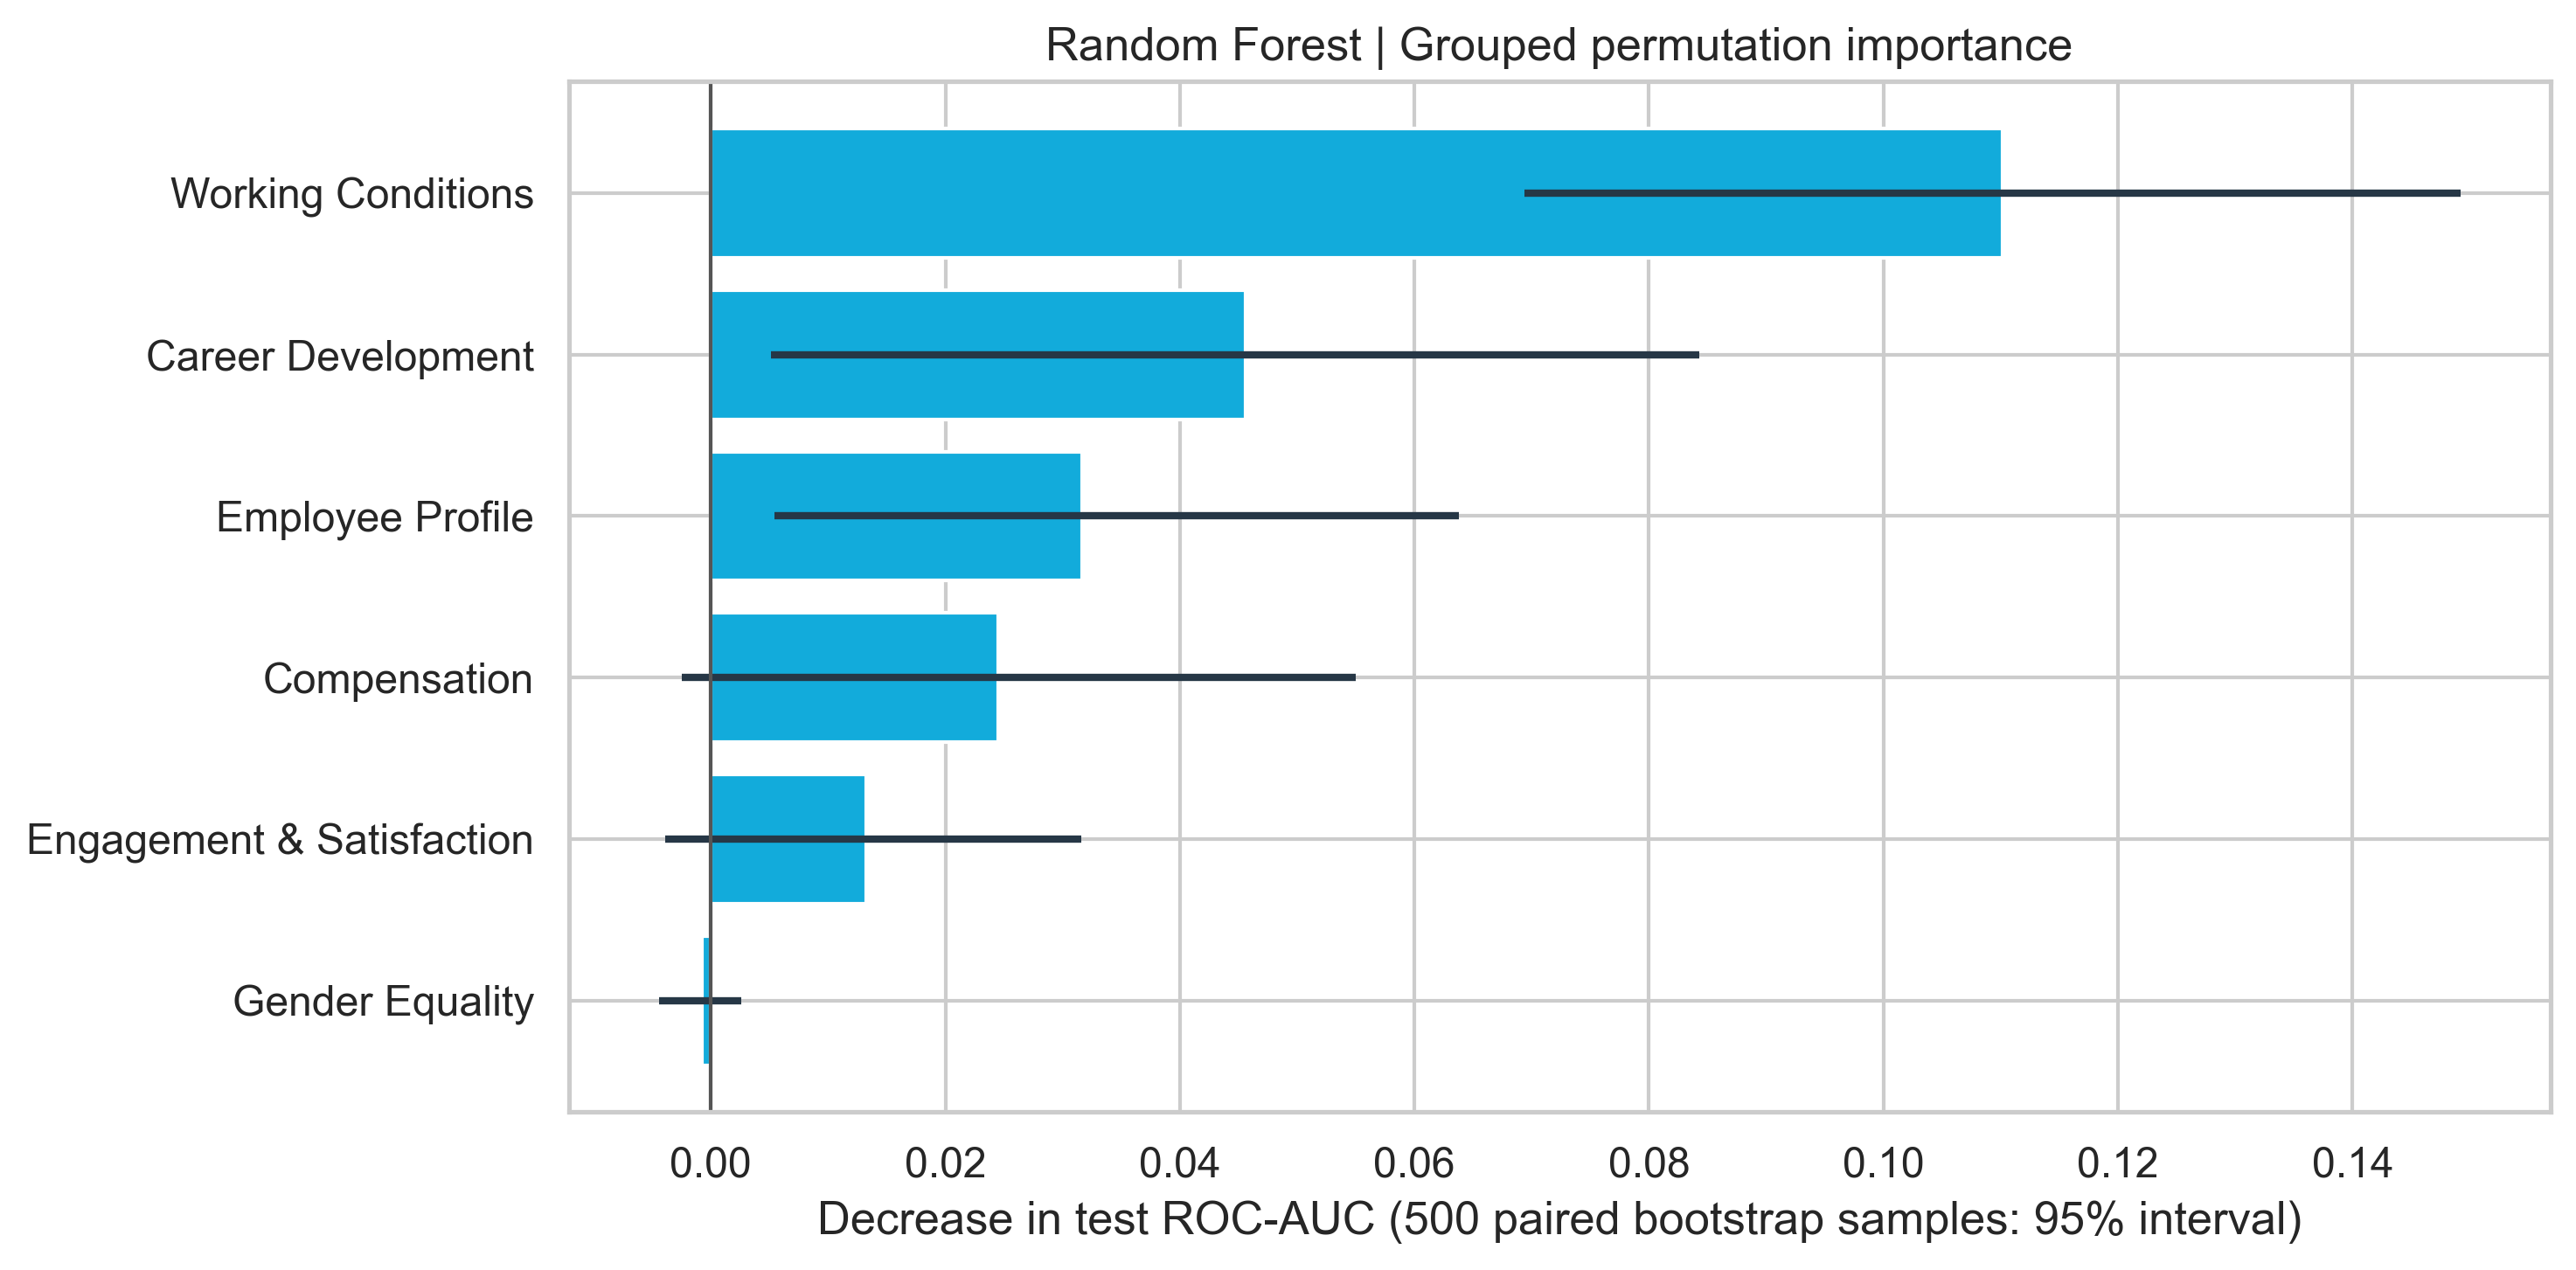 Random Forest | Grouped permutation importance
Working Conditions
Career Development
Employee Profile
Compensation
Engagement & Satisfaction
Gender Equality
0.00 0.02 0.04 0.06 0.08 0.10 0.12 0.14
Decrease in test ROC-AUC (500 paired bootstrap samples: 95% interval)